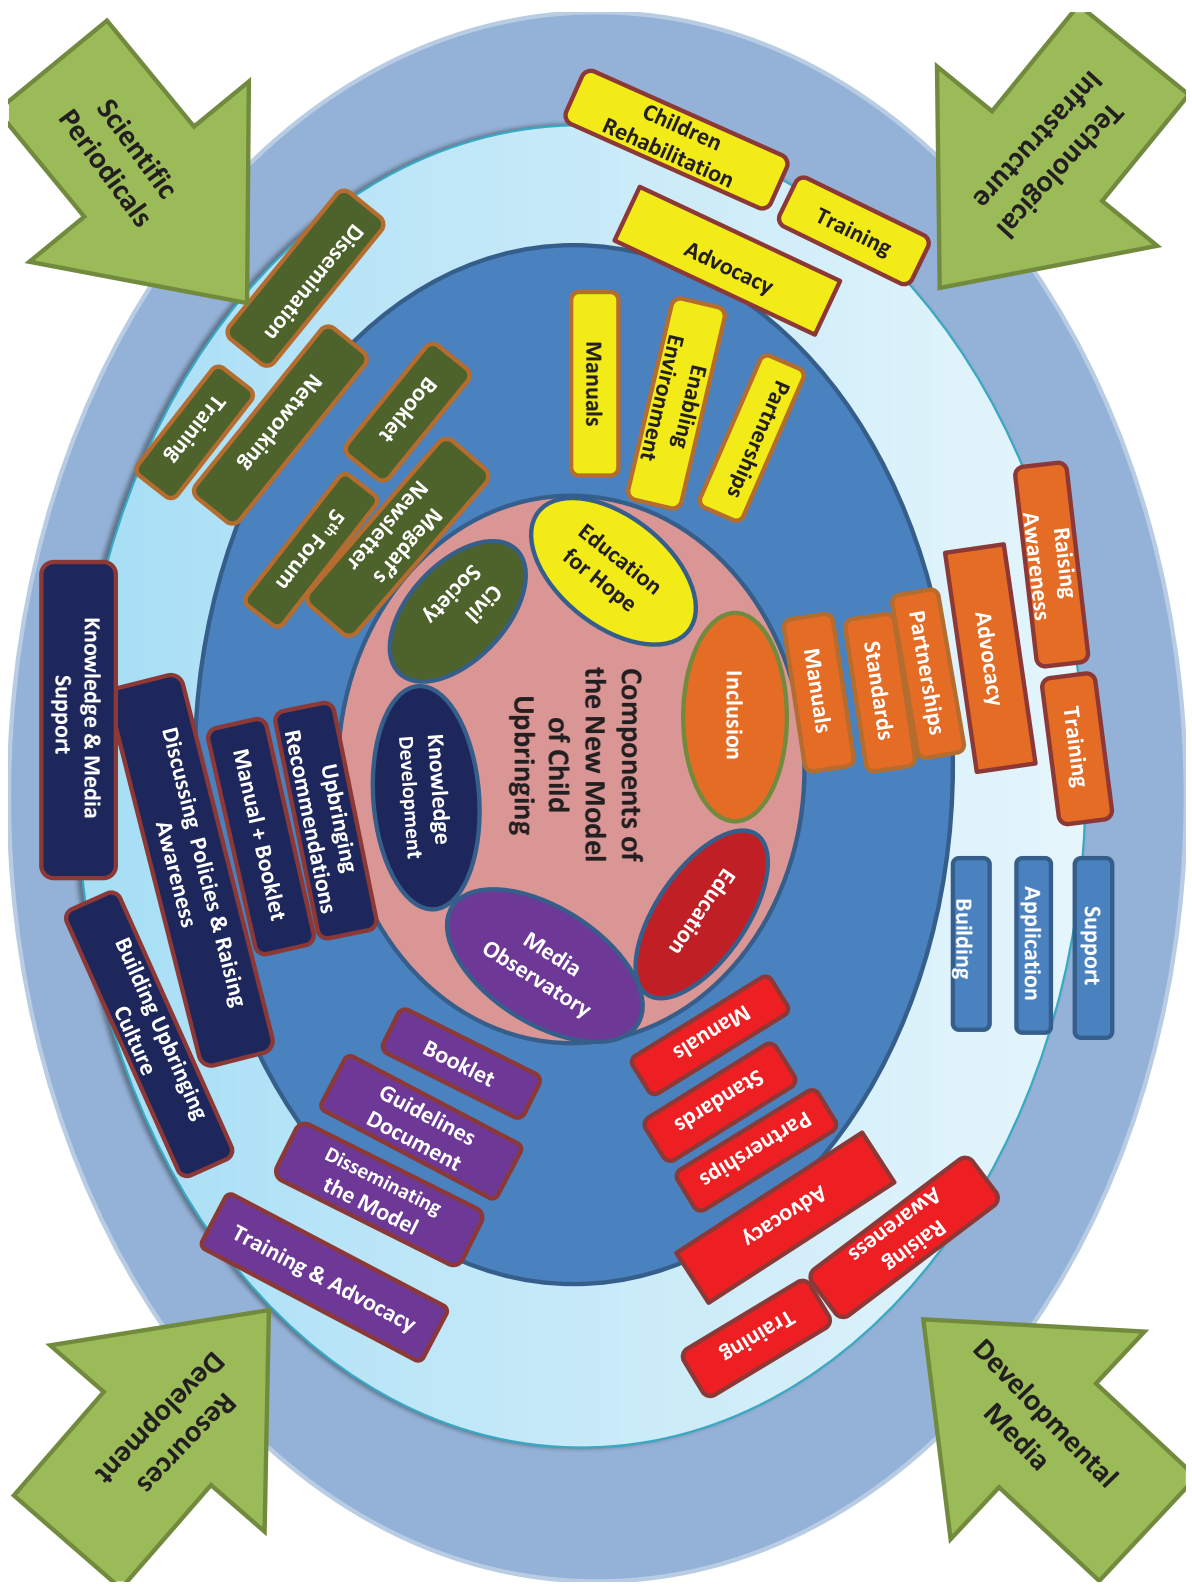 Components of
the New Model
of Child
Upbringing
Education
for Hope
Inclusion
Education
Media
Observatory
Knowledge
Development
Civil
Society
Scientific
Periodicals
Technological
Infrastructure
Developmental
Media
Resources
Development
Children
Rehabilitation
Training
Advocacy
Manuals
Enabling
Environment
Partnerships
Raising
Awareness
Training
Advocacy
Partnerships
Standards
Manuals
Support
Application
Building
Manuals
Standards
Partnerships
Advocacy
Raising
Awareness
Training
Booklet
Guidelines
Document
Disseminating
the Model
Training & Advocacy
Upbringing
Recommendations
Manual + Booklet
Discussing Policies & Raising
Awareness
Knowledge & Media
Support
Building Upbringing
Culture
Dissemination
Networking
Training
Booklet
Megdaf's
Newsletter
5th Forum